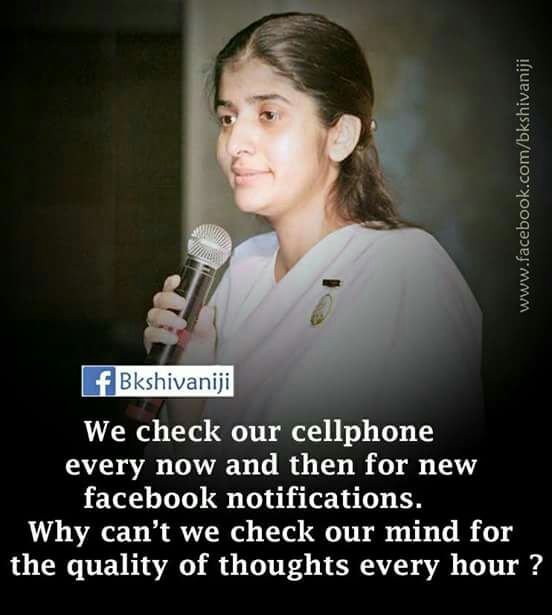 www.facebook.com/bkshivaniji
f Bkshivaniji
We check our cellphone
every now and then for new
facebook notifications.
Why can't we check our mind for
the quality of thoughts every hour ?